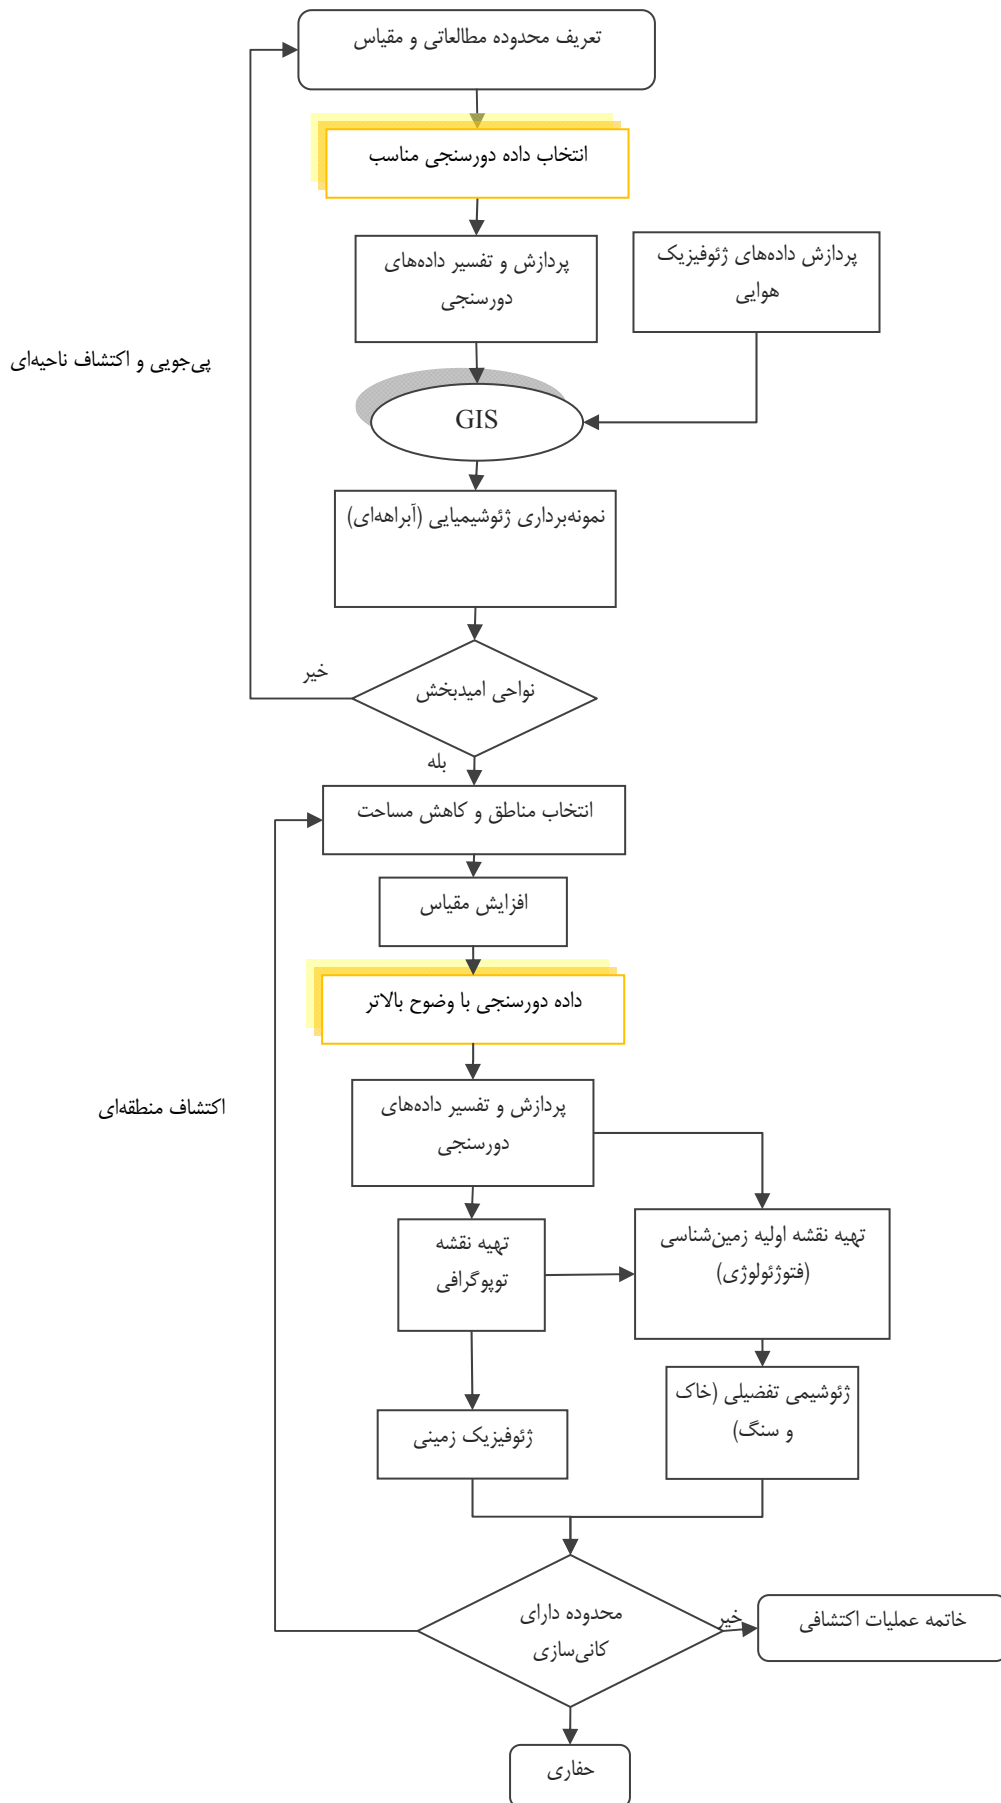 تعریف محدوده مطالعاتی و مقیاس
انتخاب داده دورسنجی مناسب
پردازش و تفسیر داده‌های
دورسنجی
پردازش داده‌های ژئوفیزیک
هوایی
پی‌جویی و اکتشاف ناحیه‌ای
GIS
نمونه‌برداری ژئوشیمیایی (آبراهه‌ای)
خیر
نواحی امیدبخش
بله
انتخاب مناطق و کاهش مساحت
افزایش مقیاس
داده دورسنجی با وضوح بالاتر
اکتشاف منطقه‌ای
پردازش و تفسیر داده‌های
دورسنجی
تهیه نقشه
توپوگرافی
تهیه نقشه اولیه زمین‌شناسی
(فتوژئولوژی)
ژئوشیمی تفضیلی (خاک
و سنگ)
ژئوفیزیک زمینی
محدوده دارای
کانی‌سازی
خیر
خاتمه عملیات اکتشافی
حفاری